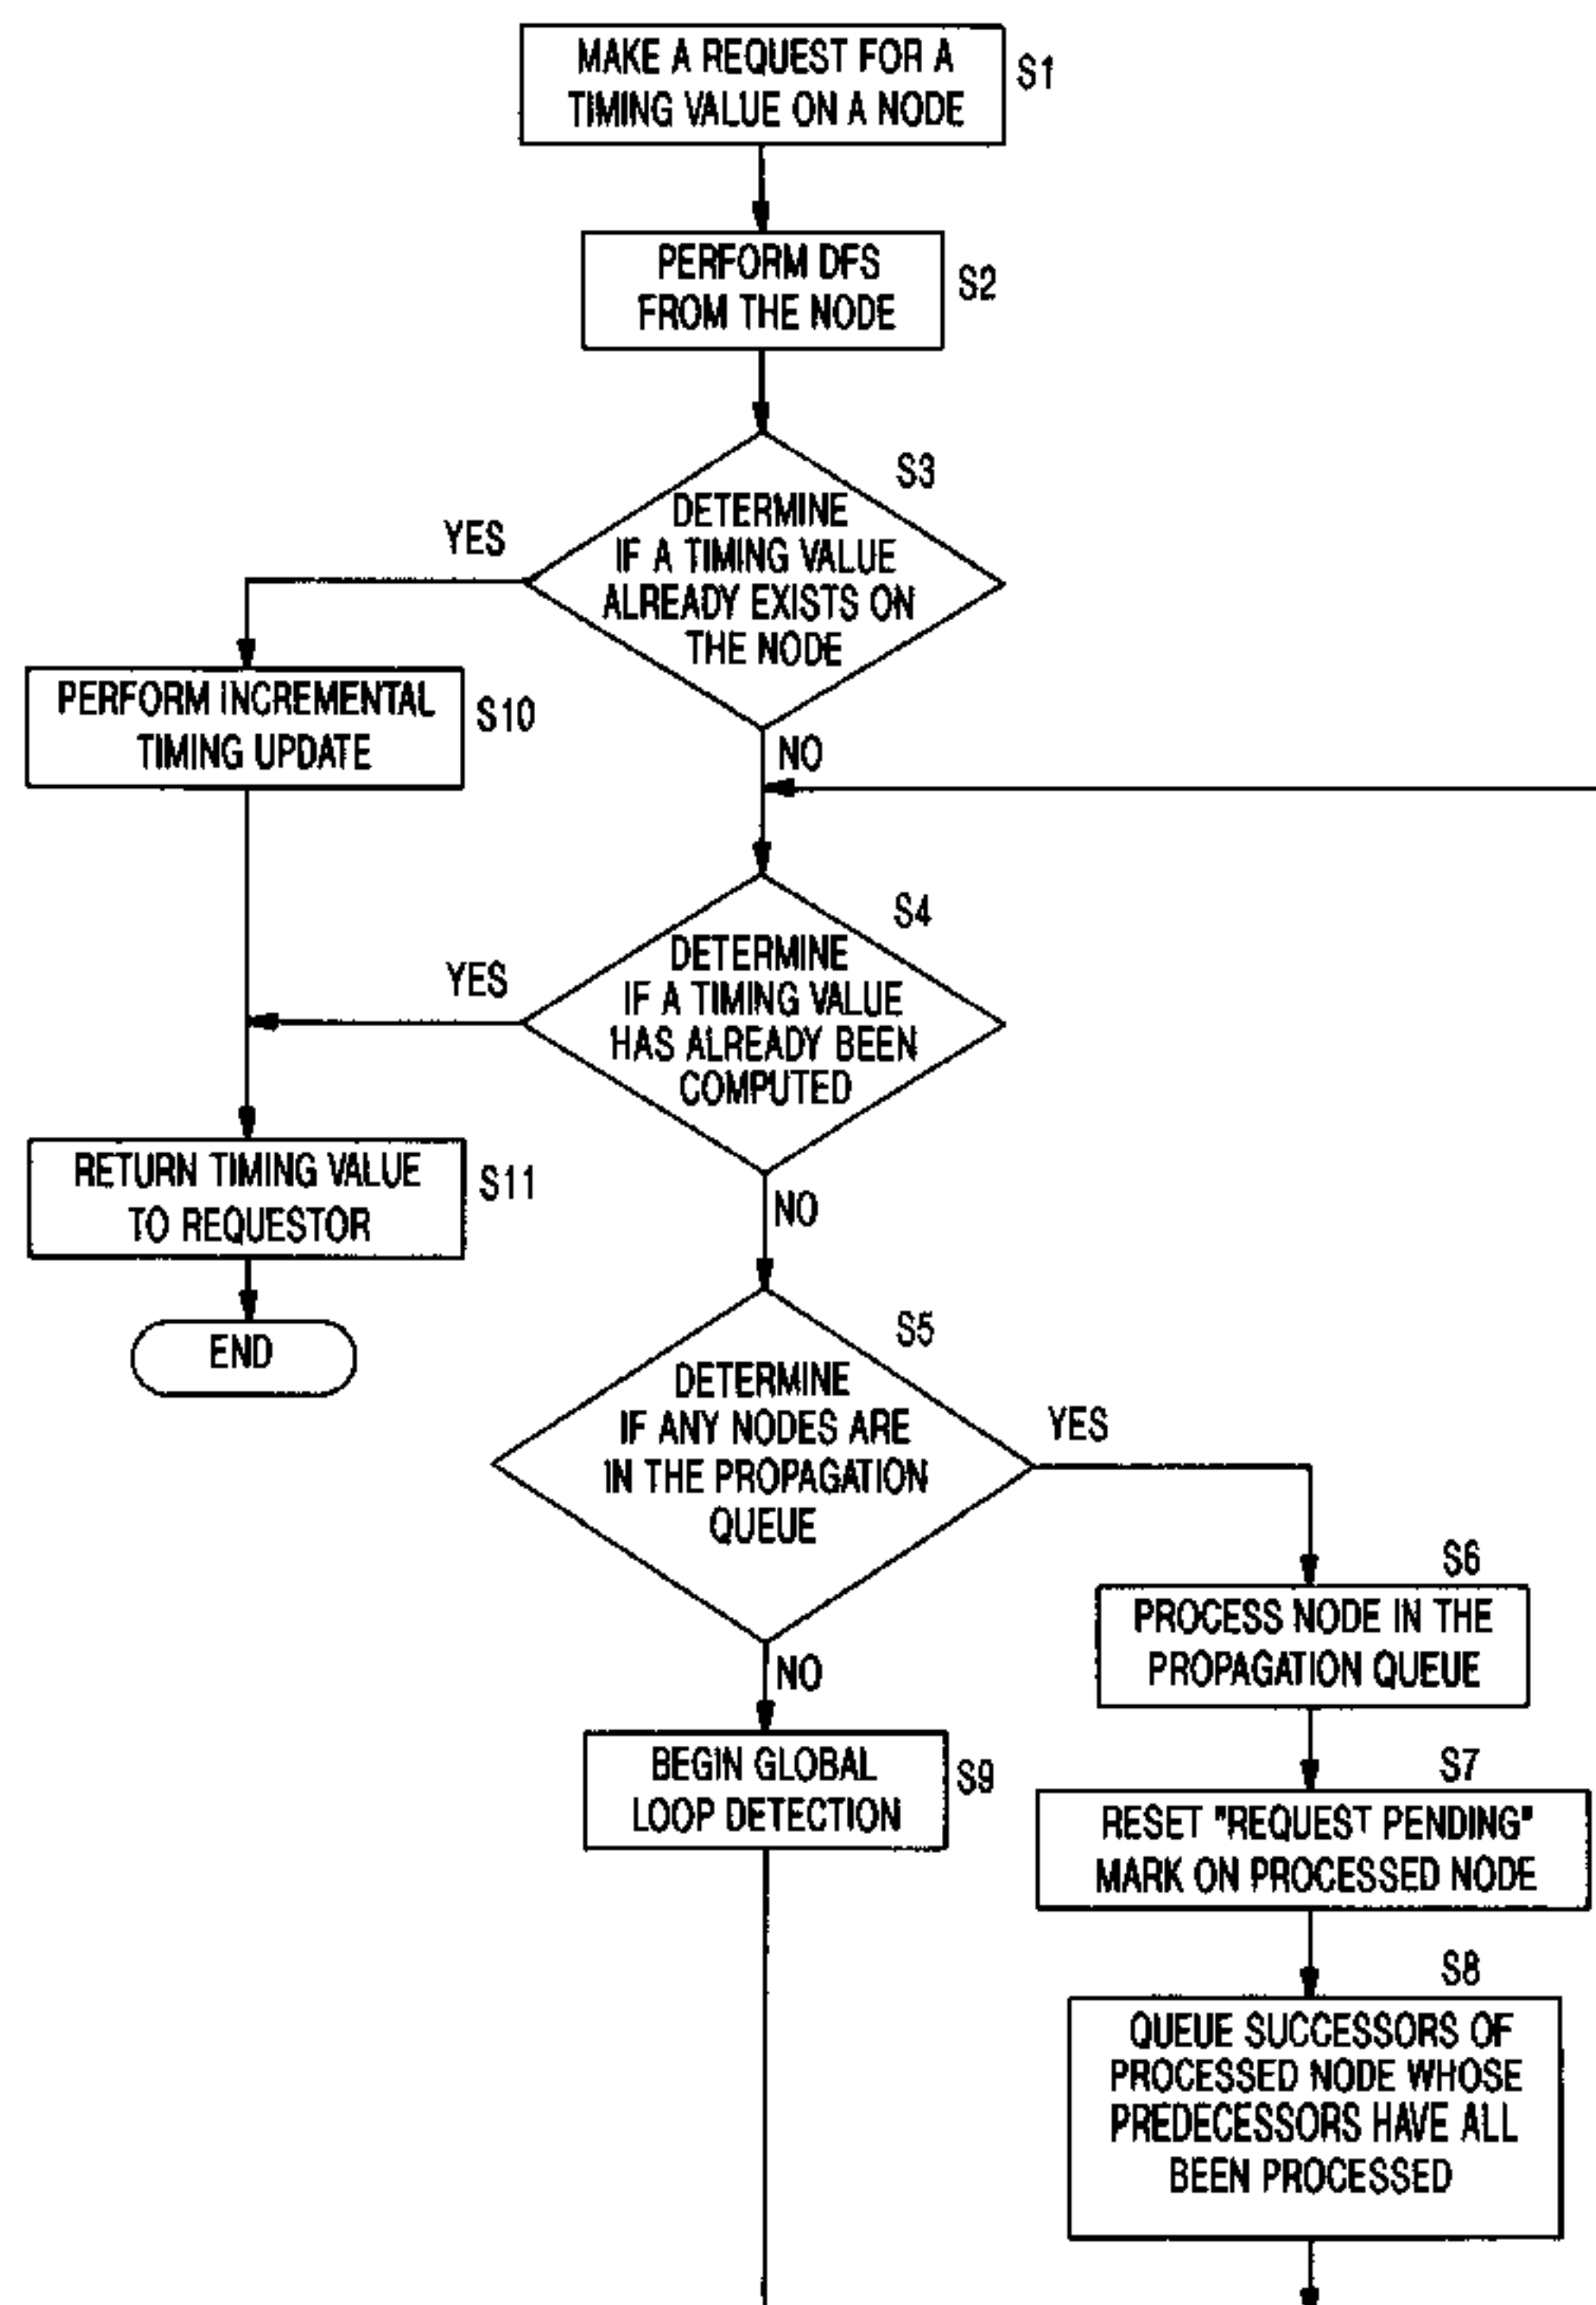 MAKE A REQUEST FOR A
TIMING VALUE ON A NODE
S1
PERFORM DFS
FROM THE NODE
S2
S3
DETERMINE
IF A TIMING VALUE
ALREADY EXISTS ON
THE NODE
YES
NO
PERFORM INCREMENTAL
TIMING UPDATE
S10
S4
DETERMINE
IF A TIMING VALUE
HAS ALREADY BEEN
COMPUTED
YES
NO
RETURN TIMING VALUE
TO REQUESTOR
S11
END
S5
DETERMINE
IF ANY NODES ARE
IN THE PROPAGATION
QUEUE
YES
NO
S6
PROCESS NODE IN THE
PROPAGATION QUEUE
BEGIN GLOBAL
LOOP DETECTION
S9
S7
RESET "REQUEST PENDING"
MARK ON PROCESSED NODE
S8
QUEUE SUCCESSORS OF
PROCESSED NODE WHOSE
PREDECESSORS HAVE ALL
BEEN PROCESSED